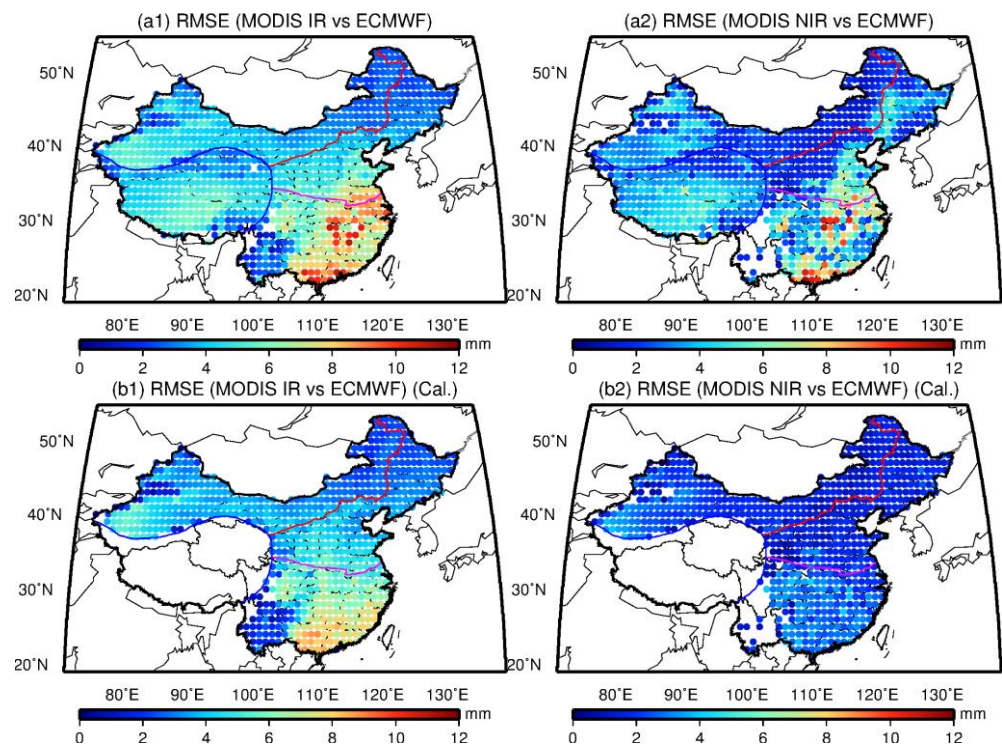 (a1) RMSE (MODIS IR vs ECMWF)
(a2) RMSE (MODIS NIR vs ECMWF)
50˚N
40˚N
30˚N
20˚N
80˚E 90˚E 100˚E 110˚E 120˚E 130˚E
0 2 4 6 8 10 12 mm
50˚N
40˚N
30˚N
20˚N
80˚E 90˚E 100˚E 110˚E 120˚E 130˚E
0 2 4 6 8 10 12 mm
(b1) RMSE (MODIS IR vs ECMWF) (Cal.)
(b2) RMSE (MODIS NIR vs ECMWF) (Cal.)
50˚N
40˚N
30˚N
20˚N
80˚E 90˚E 100˚E 110˚E 120˚E 130˚E
0 2 4 6 8 10 12 mm
50˚N
40˚N
30˚N
20˚N
80˚E 90˚E 100˚E 110˚E 120˚E 130˚E
0 2 4 6 8 10 12 mm